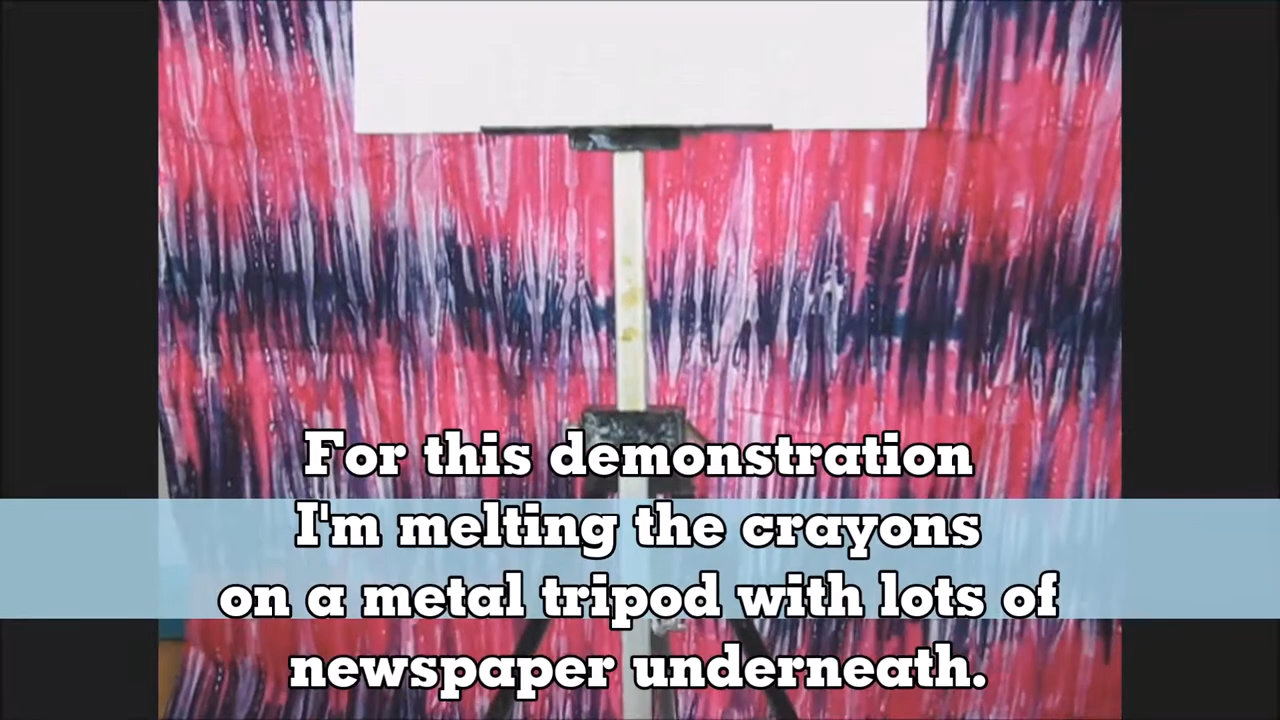 For this demonstration
I'm melting the crayons
on a metal tripod with lots of
newspaper underneath.